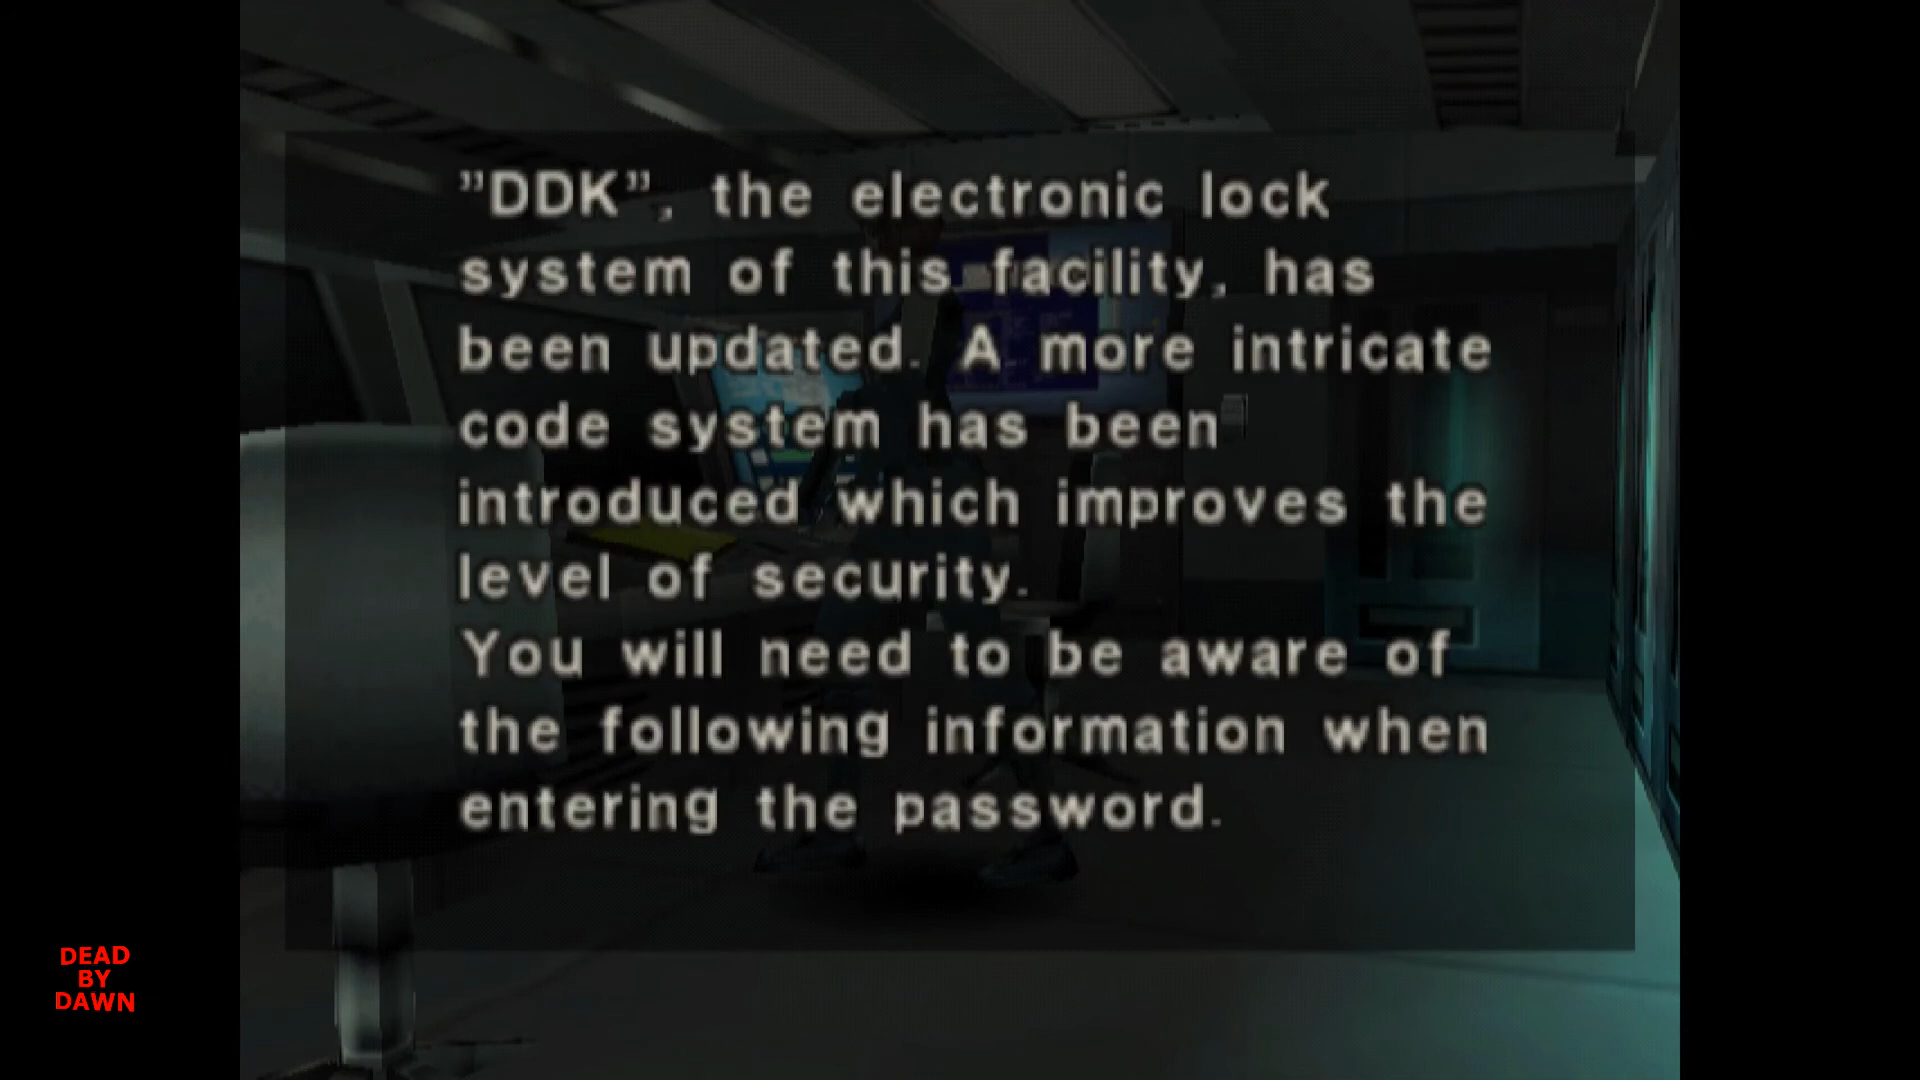 ”DDK”, the electronic lock
system of this facility, has
been updated. A more intricate
code system has been
introduced which improves the
level of security.
You will need to be aware of
the following information when
entering the password.
DEAD
BY
DAWN